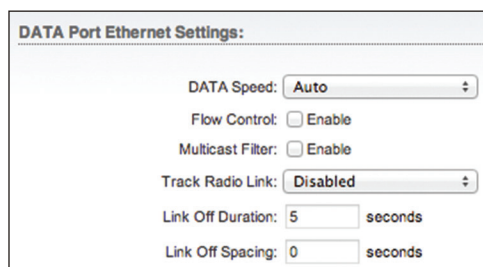 DATA Port Ethernet Settings:
DATA Speed: Auto
Flow Control: Enable
Multicast Filter: Enable
Track Radio Link: Disabled
Link Off Duration: 5 seconds
Link Off Spacing: 0 seconds